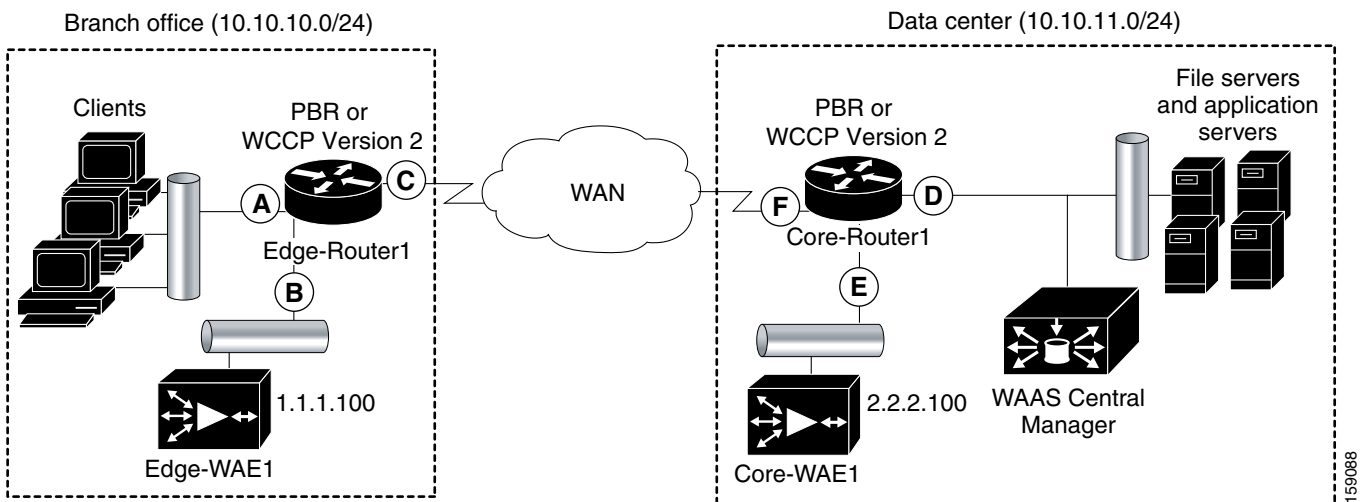 Branch office (10.10.10.0/24)
Data center (10.10.11.0/24)
Clients
PBR or
WCCP Version 2
A
C
Edge-Router1
B
1.1.1.100
Edge-WAE1
WAN
PBR or
WCCP Version 2
F
D
Core-Router1
E
2.2.2.100
Core-WAE1
File servers
and application
servers
WAAS Central
Manager
159088